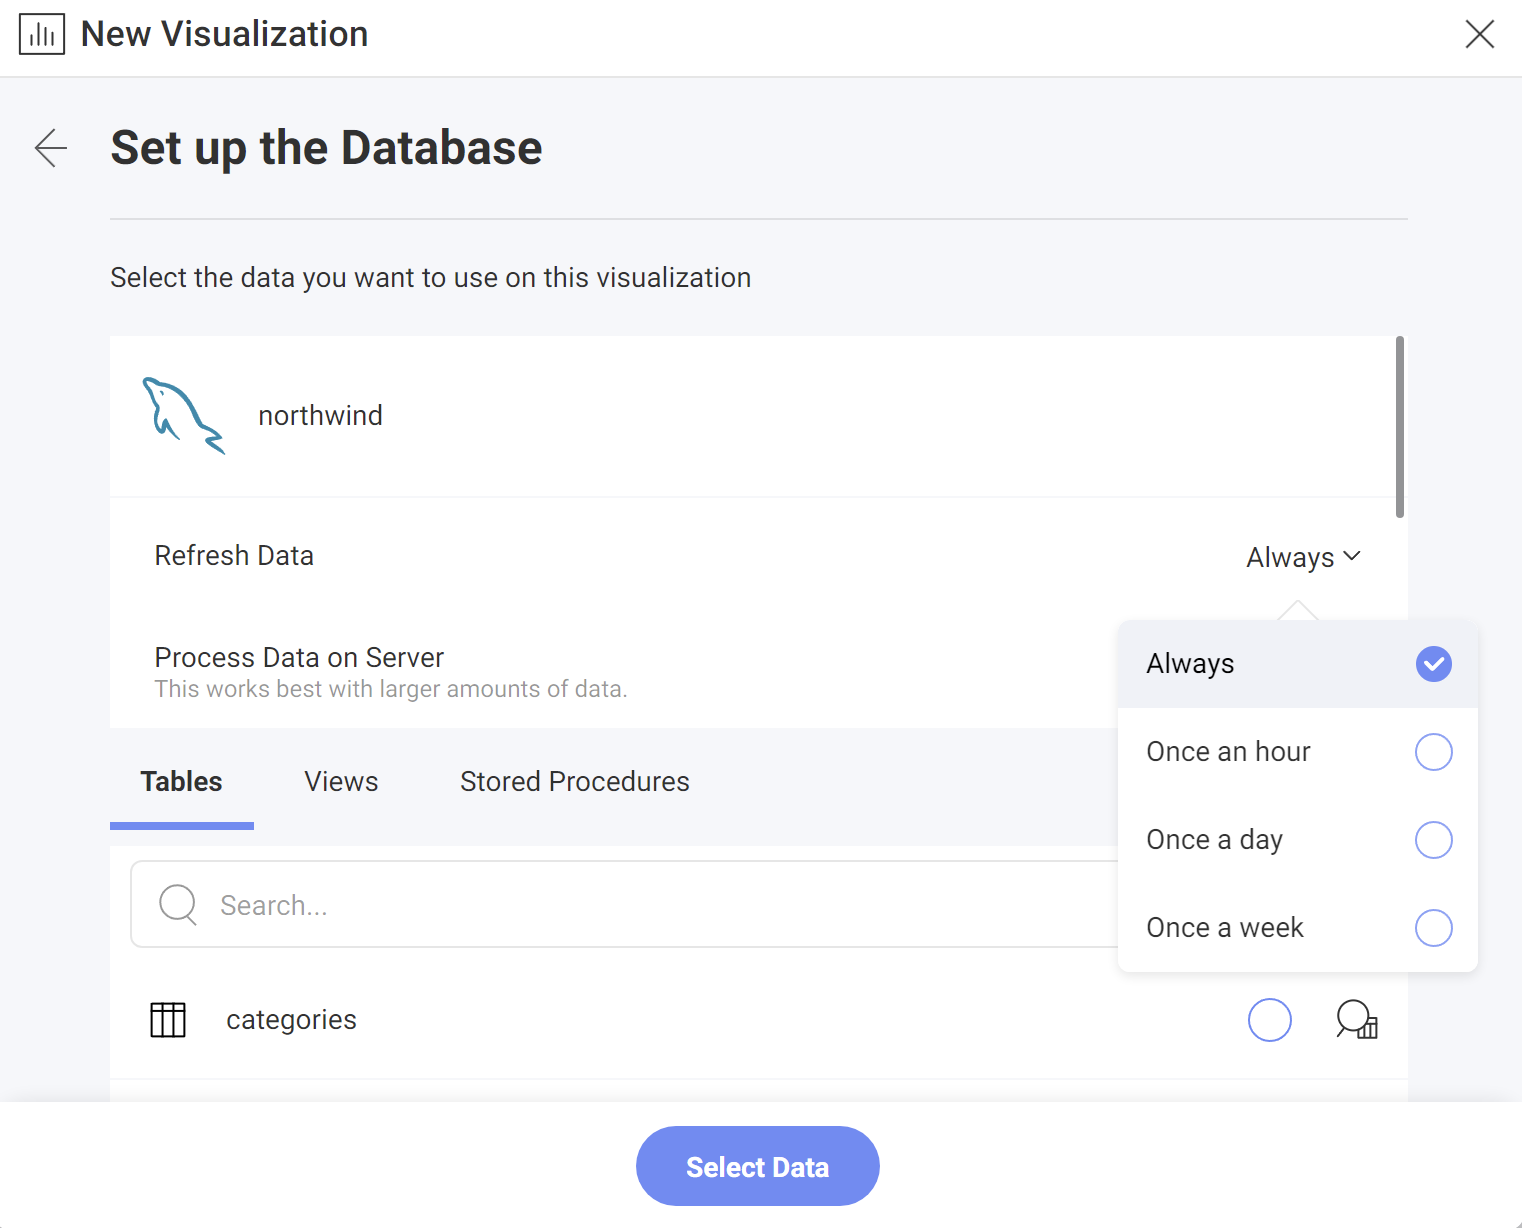 New Visualization
Set up the Database
Select the data you want to use on this visualization
northwind
Refresh Data
Always
Process Data on Server
This works best with larger amounts of data.
Always
Once an hour
Once a day
Once a week
Tables Views Stored Procedures
Search...
categories
Select Data